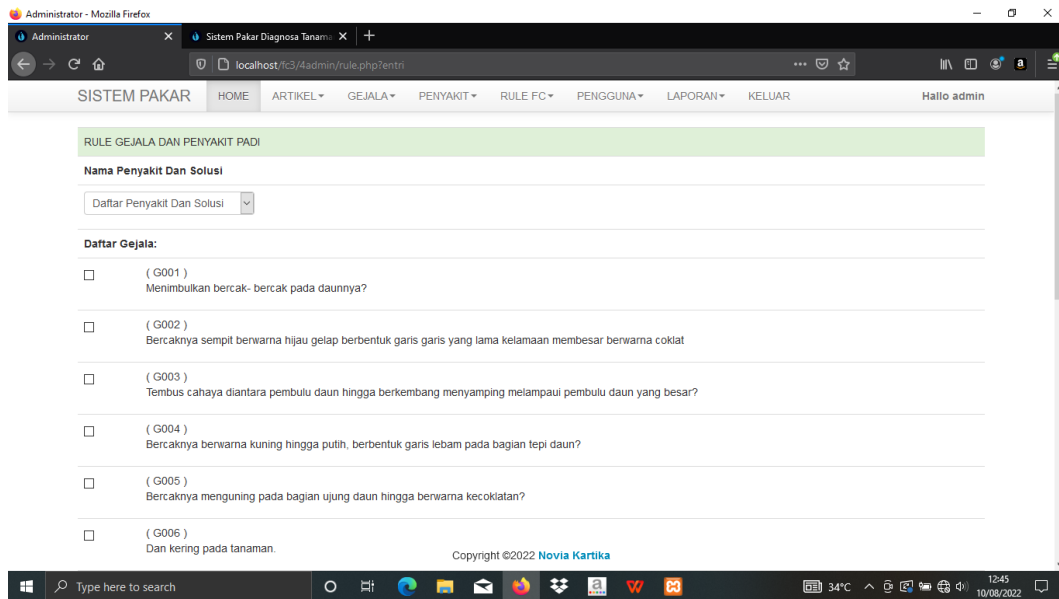 Administrator - Mozilla Firefox
Administrator
Sistem Pakar Diagnosa Tanama
localhost/fc3/4admin/rule.php?entri
SISTEM PAKAR HOME ARTIKEL GEJALA PENYAKIT RULE FC PENGGUNA LAPORAN KELUAR Hallo admin
RULE GEJALA DAN PENYAKIT PADI
Nama Penyakit Dan Solusi
Daftar Penyakit Dan Solusi
Daftar Gejala:
( G001 )
Menimbulkan bercak- bercak pada daunnya?
( G002 )
Bercaknya sempit berwarna hijau gelap berbentuk garis garis yang lama kelamaan membesar berwarna coklat
( G003 )
Tembus cahaya diantara pembulu daun hingga berkembang menyamping melampaui pembulu daun yang besar?
( G004 )
Bercaknya berwarna kuning hingga putih, berbentuk garis lebam pada bagian tepi daun?
( G005 )
Bercaknya menguning pada bagian ujung daun hingga berwarna kecoklatan?
( G006 )
Dan kering pada tanaman.
Copyright ©2022 Novia Kartika
Type here to search
34°C
12:45
10/08/2022